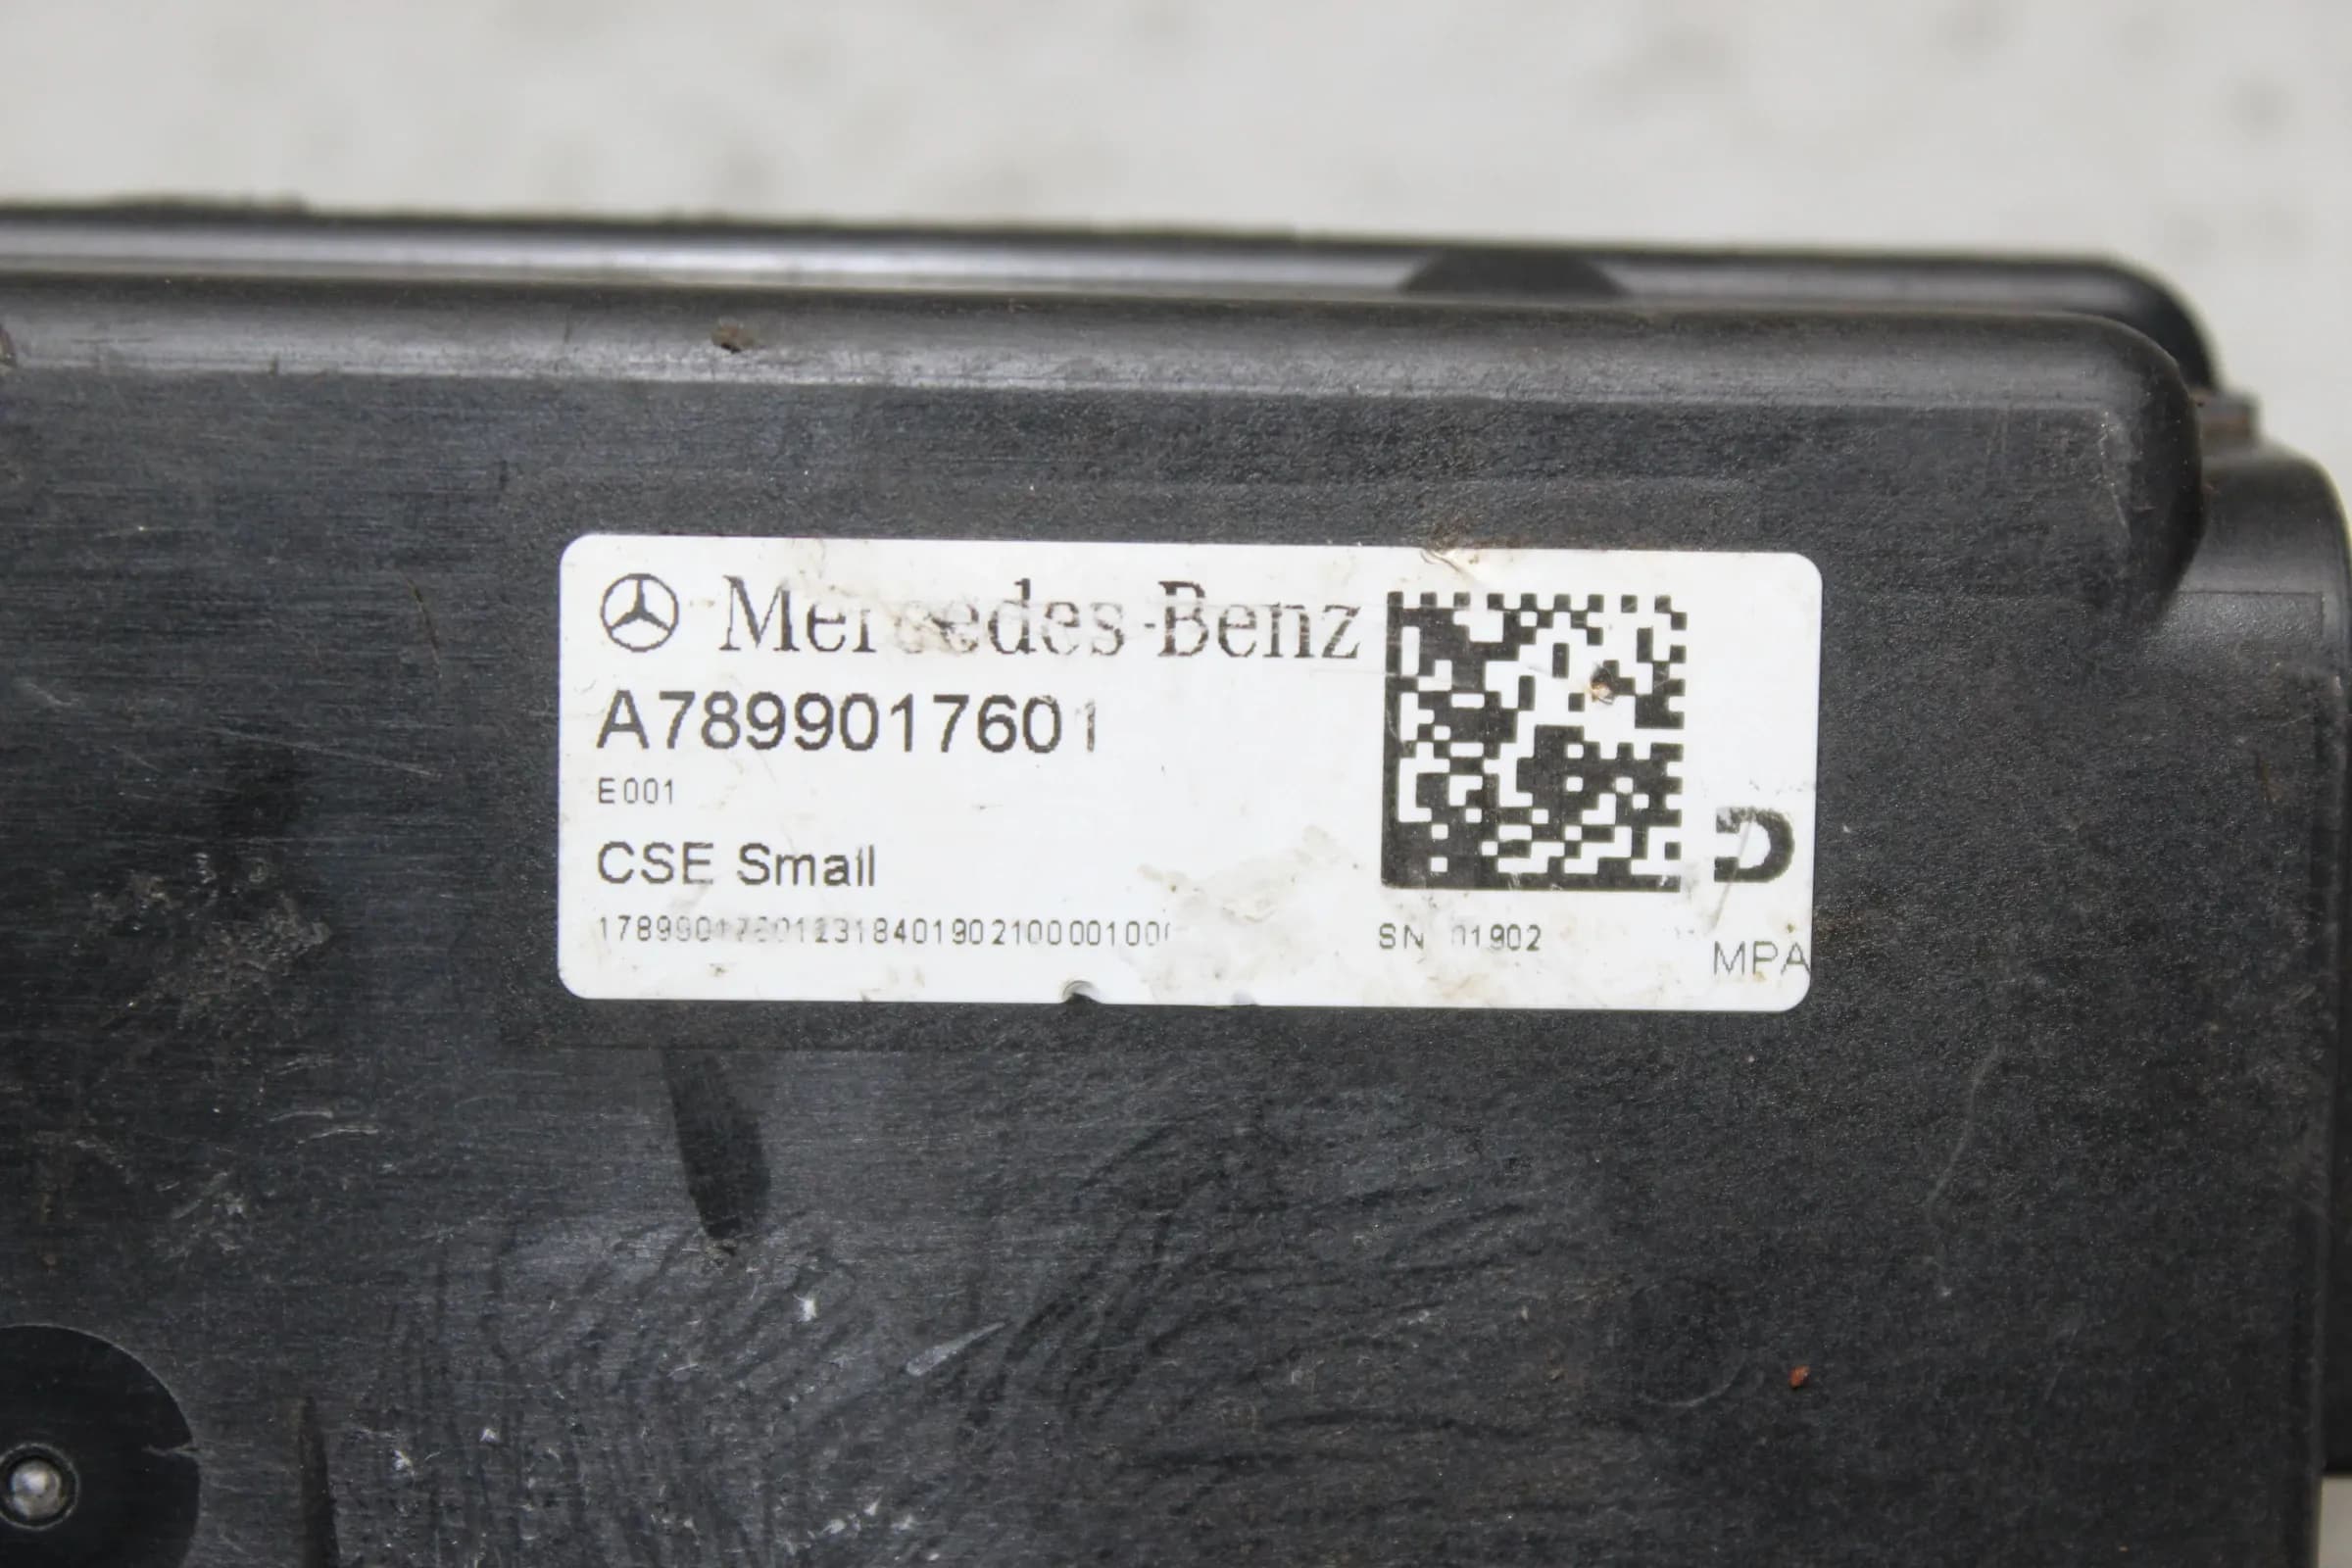 Mercedes-Benz
A7899017601
E001
CSE Small
SN 01902
MPA